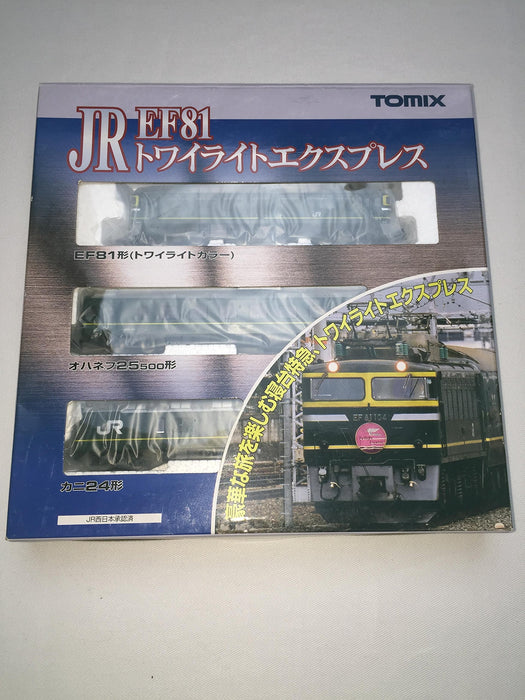 TOMIX
JR EF81
トワイライトエクスプレス
JR
EF81形(トワイライトカラー)
オハネフ25 500形
JR
カニ24形
JR西日本承認済
豪華な旅を楽しむ寝台特急、トワイライトエクスプレス
EF81104